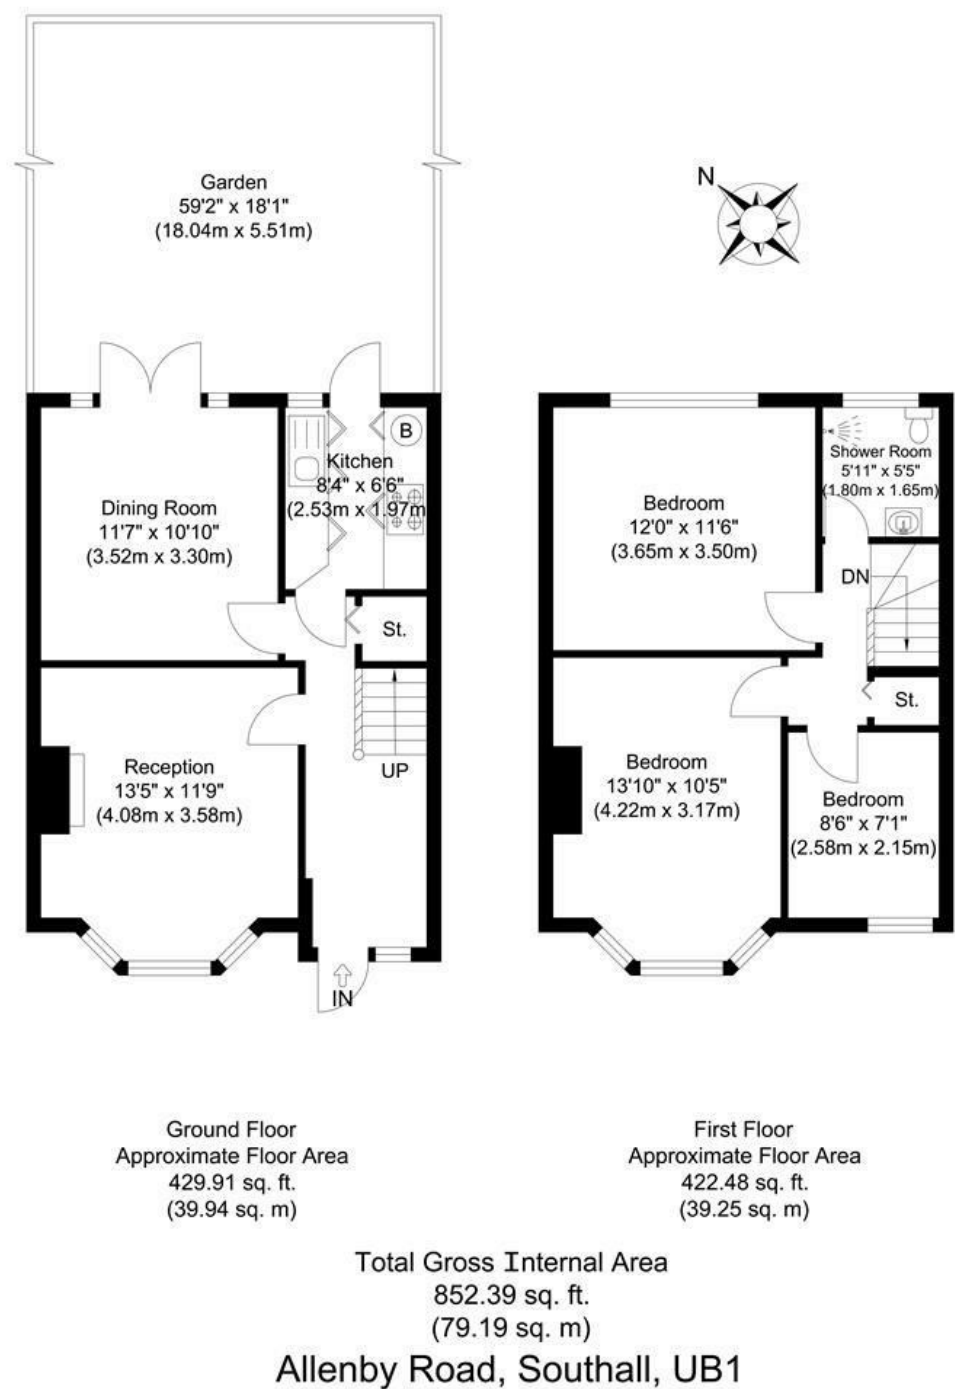 Garden
59'2" x 18'1"
(18.04m x 5.51m)
N
Dining Room
11'7" x 10'10"
(3.52m x 3.30m)
B
Kitchen
8'4" x 6'6"
(2.53m x 1.97m
St.
UP
Reception
13'5" x 11'9"
(4.08m x 3.58m)
IN
Shower Room
5'11" x 5'5"
(1.80m x 1.65m)
Bedroom
12'0" x 11'6"
(3.65m x 3.50m)
DN
St.
Bedroom
13'10" x 10'5"
(4.22m x 3.17m)
Bedroom
8'6" x 7'1"
(2.58m x 2.15m)
Ground Floor
Approximate Floor Area
429.91 sq. ft.
(39.94 sq. m)
First Floor
Approximate Floor Area
422.48 sq. ft.
(39.25 sq. m)
Total Gross Internal Area
852.39 sq. ft.
(79.19 sq. m)
Allenby Road, Southall, UB1